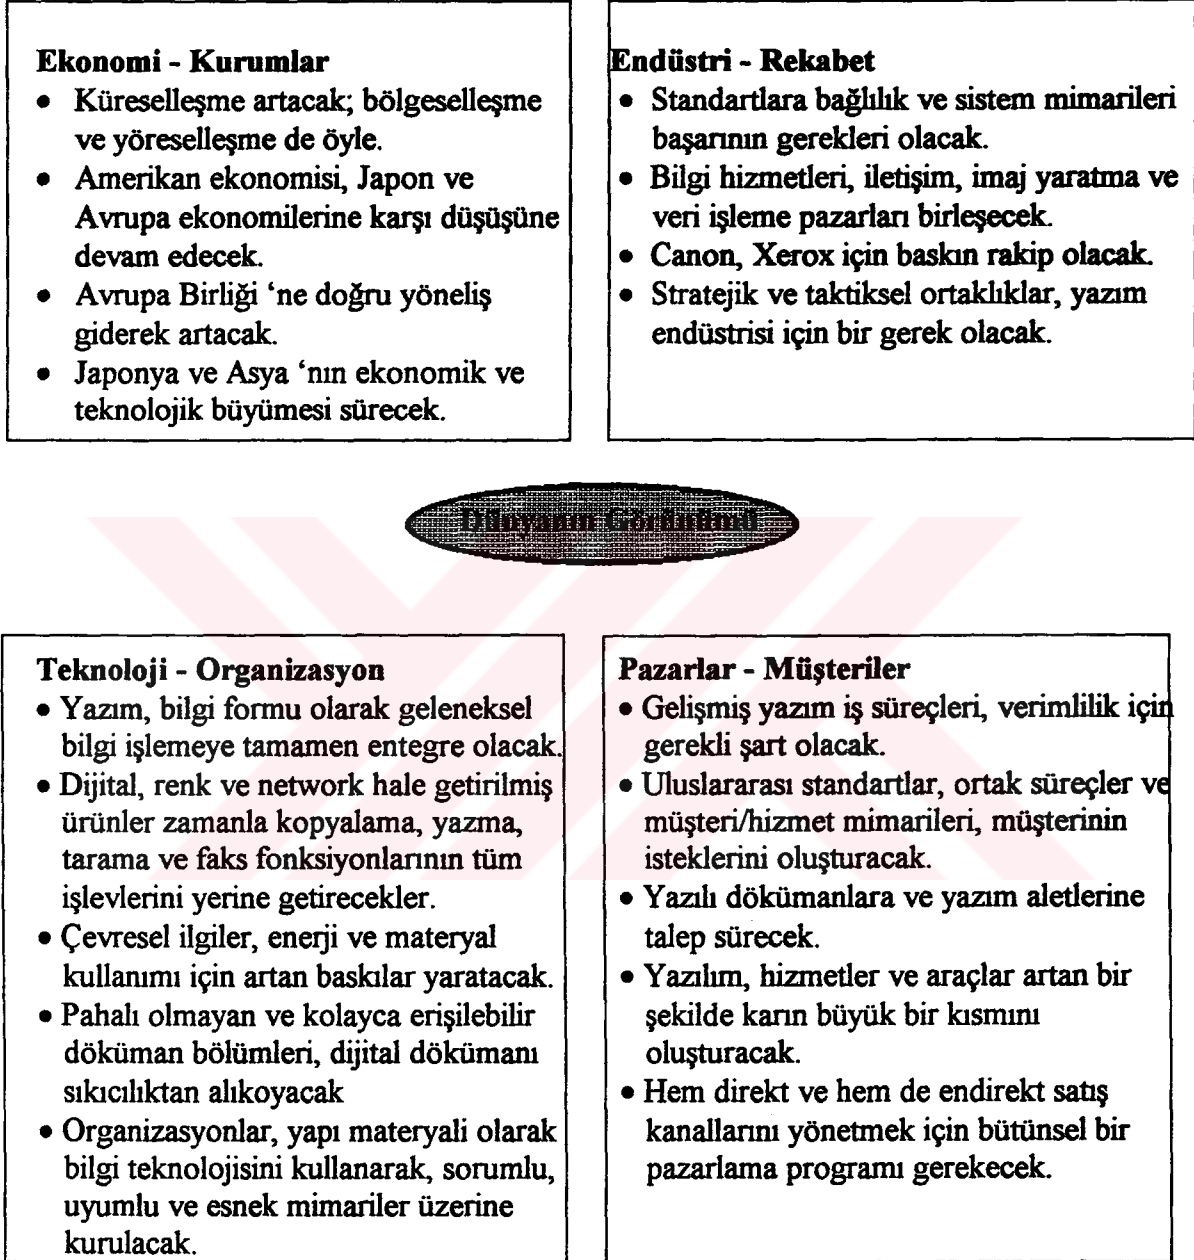 Ekonomi - Kurumlar
• Küreselleşme artacak; bölgeselleşme
ve yöreselleşme de öyle.
• Amerikan ekonomisi, Japon ve
Avrupa ekonomilerine karşı düşüşüne
devam edecek.
• Avrupa Birliği ‘ne doğru yöneliş
giderek artacak.
• Japonya ve Asya ‘nın ekonomik ve
teknolojik büyümesi sürecek.
Endüstri - Rekabet
• Standartlara bağlılık ve sistem mimarileri
başarının gerekleri olacak.
• Bilgi hizmetleri, iletişim, imaj yaratma ve
veri işleme pazarları birleşecek.
• Canon, Xerox için baskın rakip olacak.
• Stratejik ve taktiksel ortaklıklar, yazım
endüstrisi için bir gerek olacak.
Dünyanın Görünümü
Teknoloji - Organizasyon
• Yazım, bilgi formu olarak geleneksel
bilgi işlemeye tamamen entegre olacak.
• Dijital, renk ve network hale getirilmiş
ürünler zamanla kopyalama, yazma,
tarama ve faks fonksiyonlarının tüm
işlevlerini yerine getirecekler.
• Çevresel ilgiler, enerji ve materyal
kullanımı için artan baskılar yaratacak.
• Pahalı olmayan ve kolayca erişilebilir
döküman bölümleri, dijital dökümanı
sıkıcılıktan alıkoyacak
• Organizasyonlar, yapı materyali olarak
bilgi teknolojisini kullanarak, sorumlu,
uyumlu ve esnek mimariler üzerine
kurulacak.
Pazarlar - Müşteriler
• Gelişmiş yazım iş süreçleri, verimlilik için
gerekli şart olacak.
• Uluslararası standartlar, ortak süreçler ve
müşteri/hizmet mimarileri, müşterinin
isteklerini oluşturacak.
• Yazılı dökümanlara ve yazım aletlerine
talep sürecek.
• Yazılım, hizmetler ve araçlar artan bir
şekilde karın büyük bir kısmını
oluşturacak.
• Hem direkt ve hem de endirekt satış
kanallarını yönetmek için bütünsel bir
pazarlama programı gerekecek.